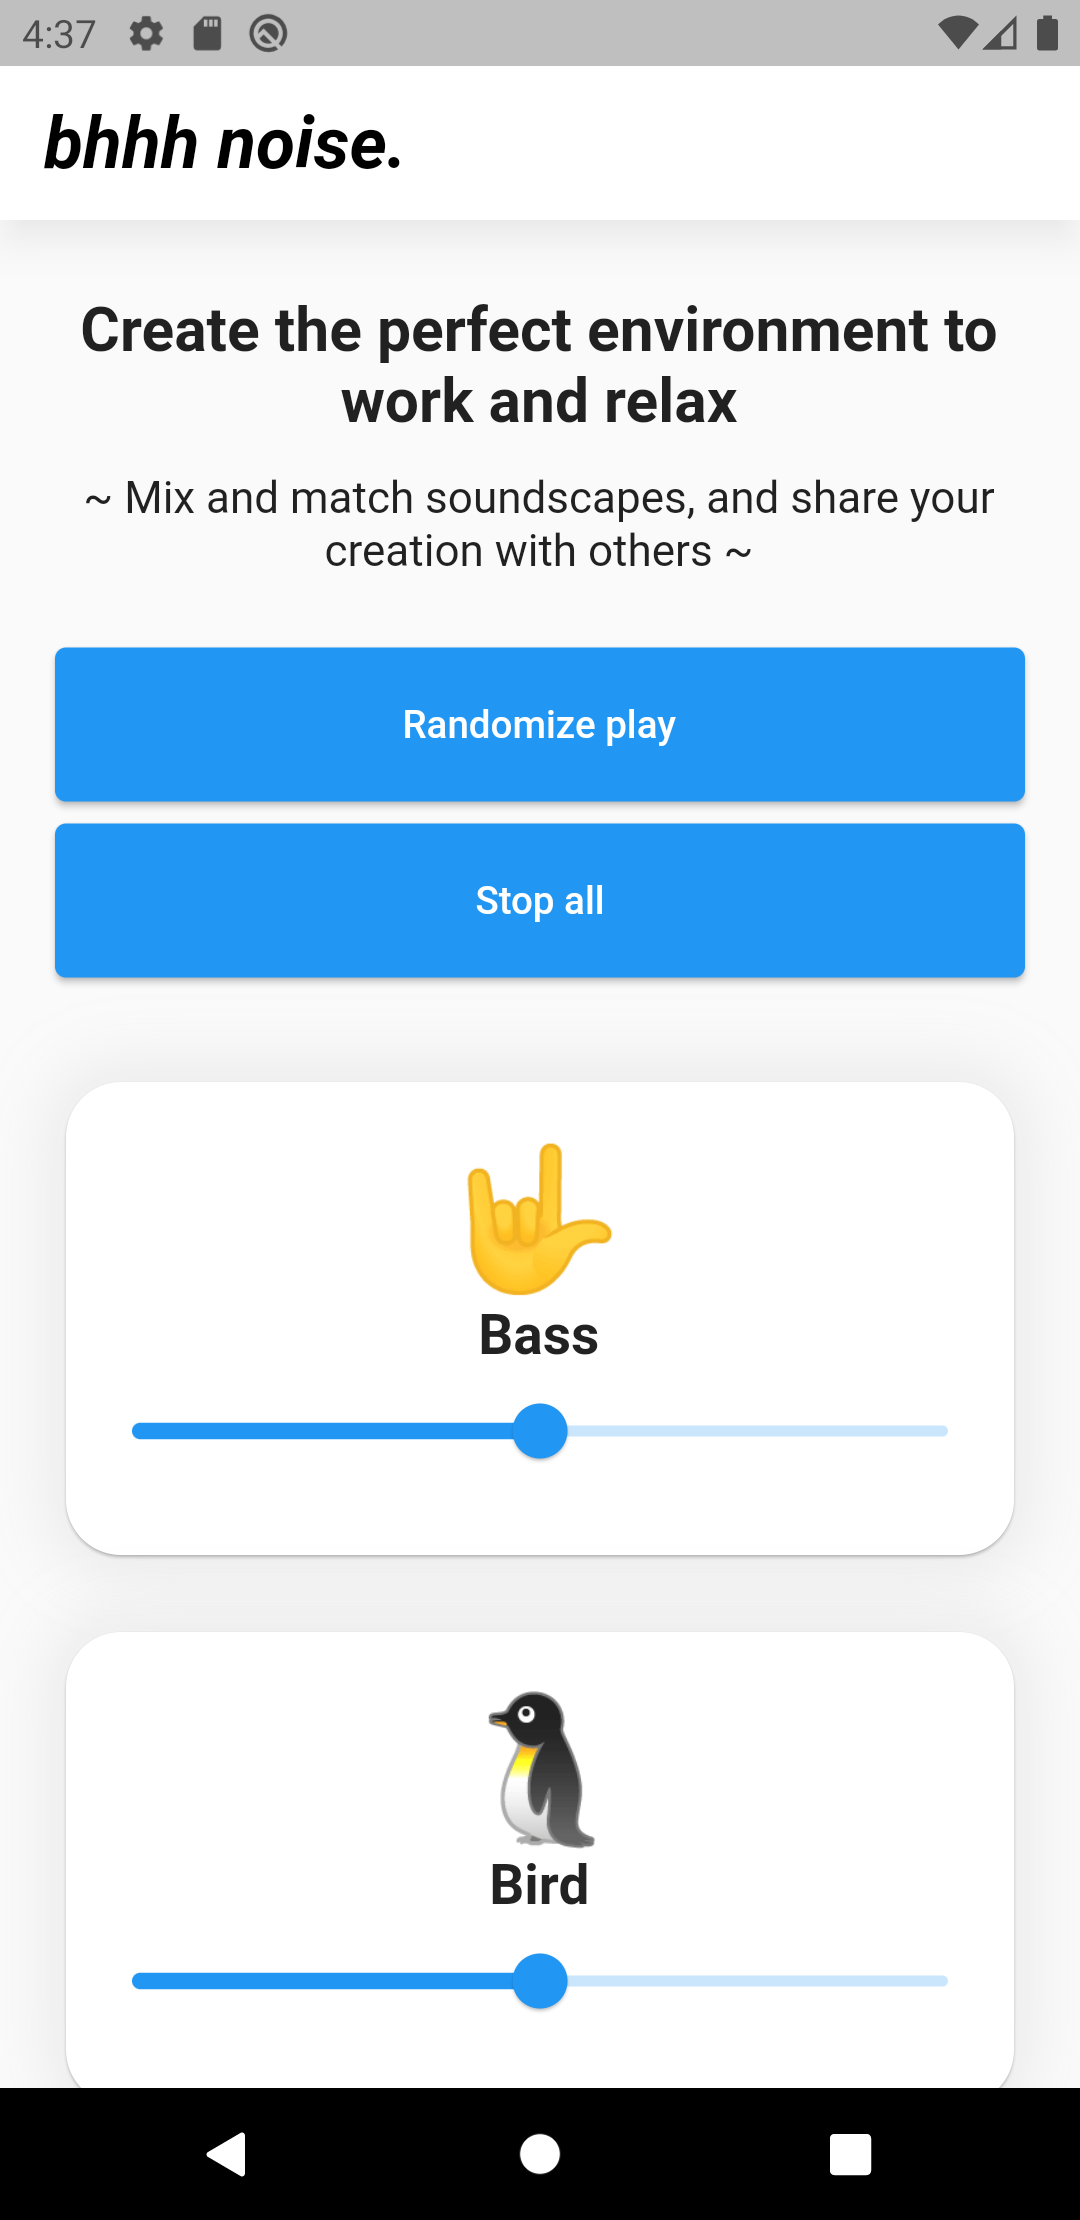 4:37
bhhh noise.
Create the perfect environment to
work and relax
~ Mix and match soundscapes, and share your
creation with others ~
Randomize play
Stop all
Bass
Bird